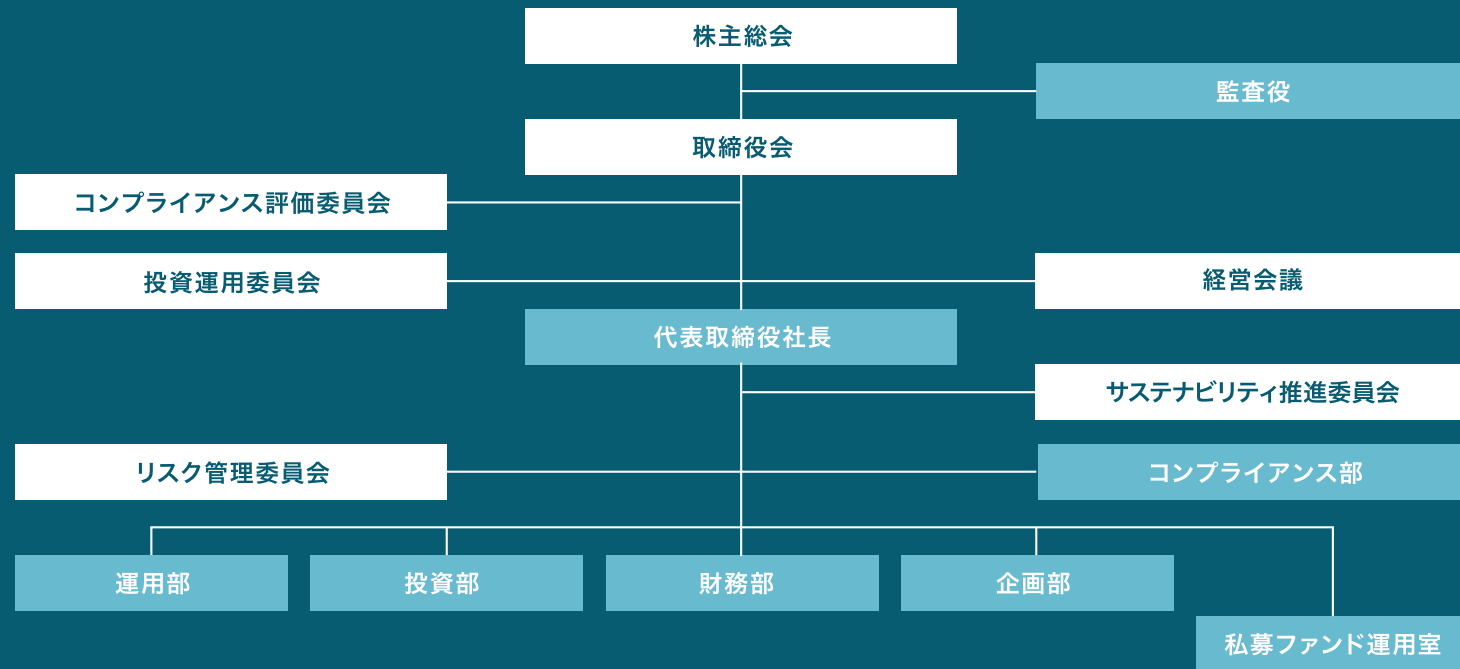 株主総会
監査役
取締役会
コンプライアンス評価委員会
投資運用委員会
経営会議
代表取締役社長
サステナビリティ推進委員会
リスク管理委員会
コンプライアンス部
運用部
投資部
財務部
企画部
私募ファンド運用室